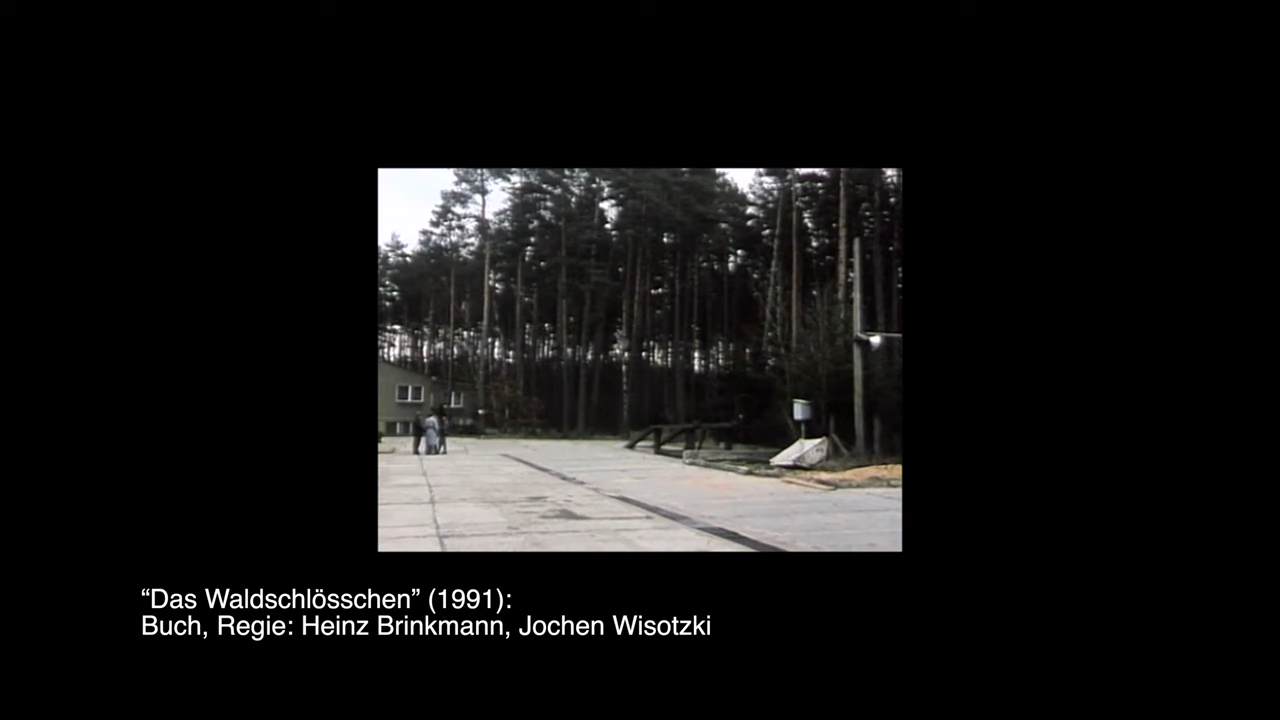 “Das Waldschlösschen” (1991):
Buch, Regie: Heinz Brinkmann, Jochen Wisotzki